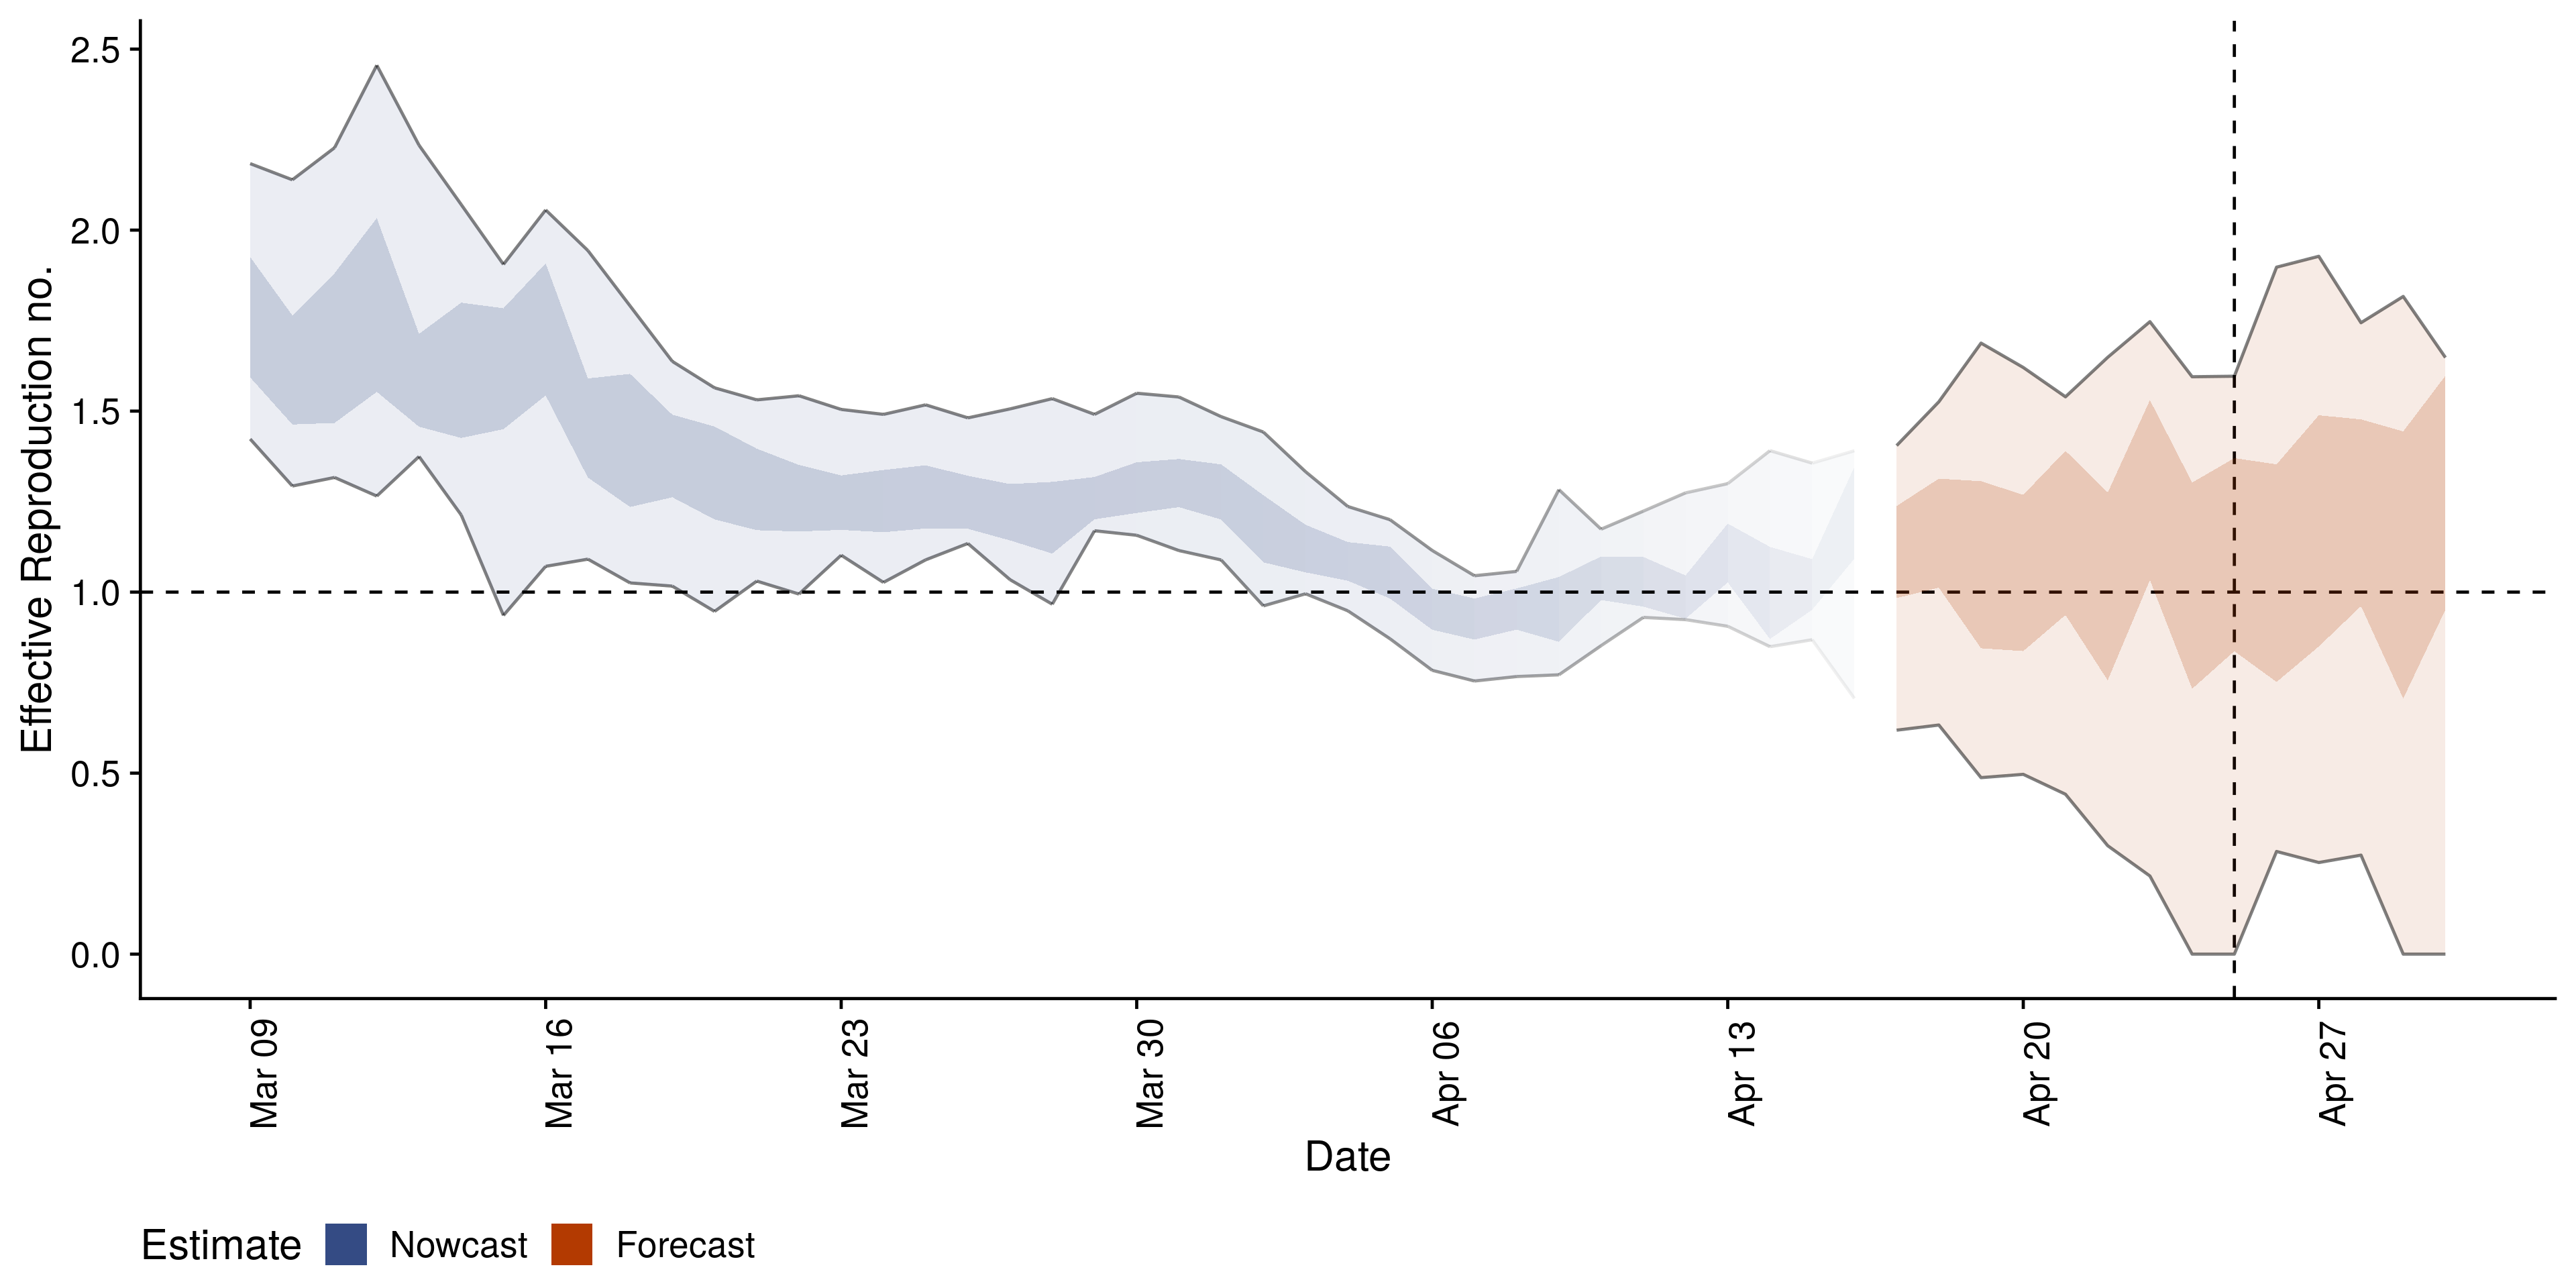 Effective Reproduction no.
2.5
2.0
1.5
1.0
0.5
0.0
Mar 09
Mar 16
Mar 23
Mar 30
Apr 06
Apr 13
Apr 20
Apr 27
Date
Estimate Nowcast Forecast